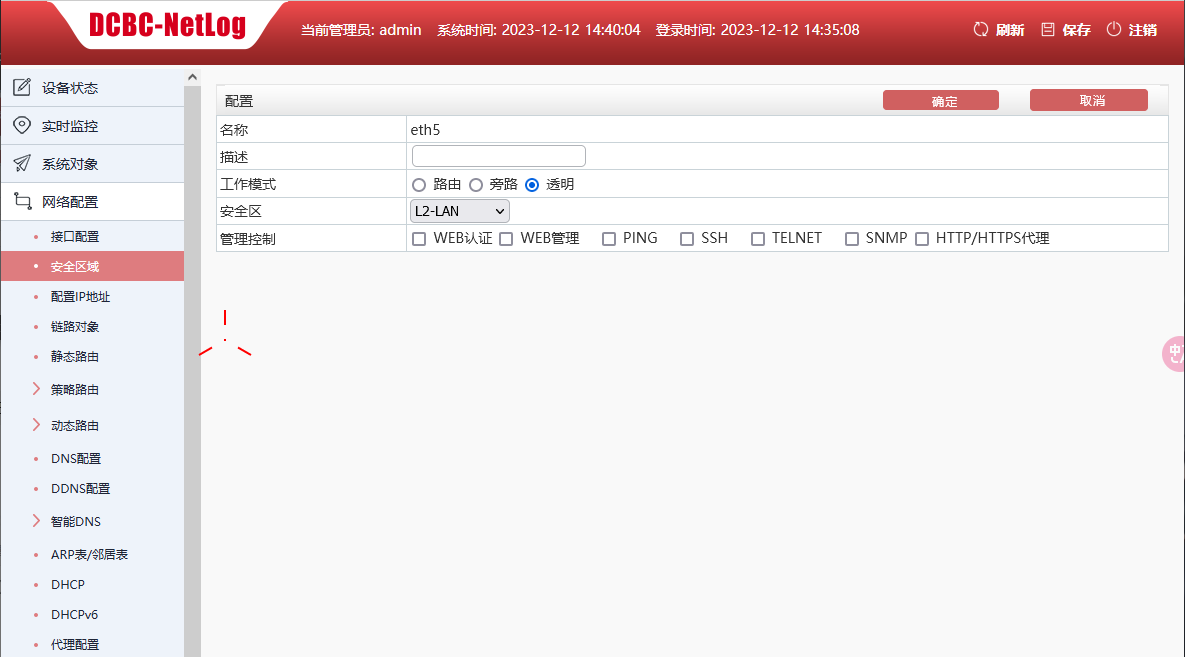 DCBC-NetLog
当前管理员: admin 系统时间: 2023-12-12 14:40:04 登录时间: 2023-12-12 14:35:08 刷新 保存 注销
设备状态
实时监控
系统对象
网络配置
接口配置
安全区域
配置IP地址
链路对象
静态路由
策略路由
动态路由
DNS配置
DDNS配置
智能DNS
ARP表/邻居表
DHCP
DHCPv6
代理配置
配置 确定 取消
名称 eth5
描述
工作模式 路由 旁路 透明
安全区 L2-LAN
管理控制 WEB认证 WEB管理 PING SSH TELNET SNMP HTTP/HTTPS代理
中